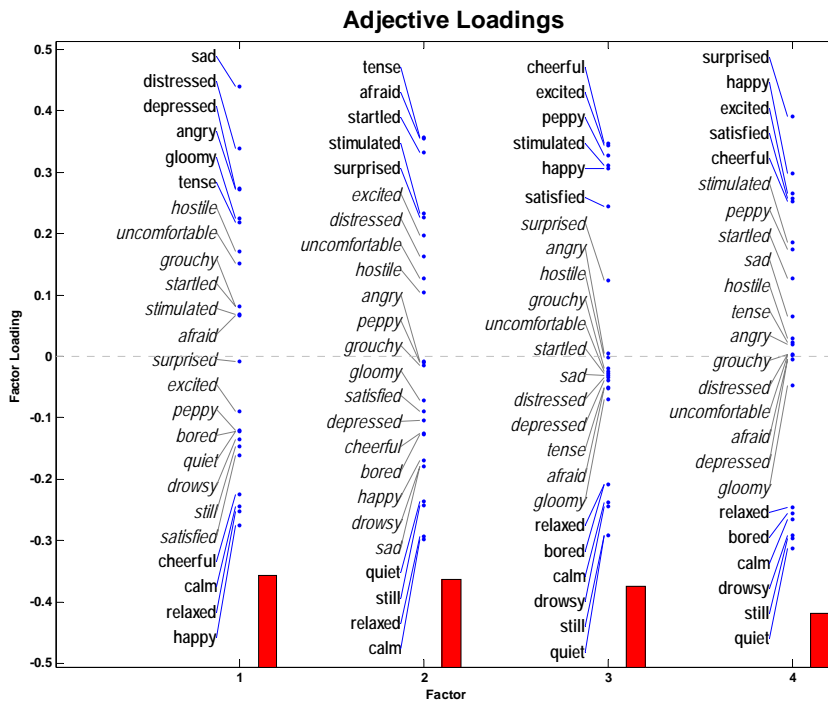 Adjective Loadings
Factor Loading
0.5
0.4
0.3
0.2
0.1
0
-0.1
-0.2
-0.3
-0.4
-0.5
sad
distressed
depressed
angry
gloomy
tense
hostile
uncomfortable
grouchy
startled
stimulated
afraid
surprised
excited
peppy
bored
quiet
drowsy
still
satisfied
cheerful
calm
relaxed
happy
tense
afraid
startled
stimulated
surprised
excited
distressed
uncomfortable
hostile
angry
peppy
grouchy
gloomy
satisfied
depressed
cheerful
bored
happy
drowsy
sad
quiet
still
relaxed
calm
cheerful
excited
peppy
stimulated
happy
satisfied
surprised
angry
hostile
grouchy
uncomfortable
startled
sad
distressed
depressed
tense
afraid
gloomy
relaxed
bored
calm
drowsy
still
quiet
surprised
happy
excited
satisfied
cheerful
stimulated
peppy
startled
sad
hostile
tense
angry
grouchy
distressed
uncomfortable
afraid
depressed
gloomy
relaxed
bored
calm
drowsy
still
quiet
1 2 3 4
Factor